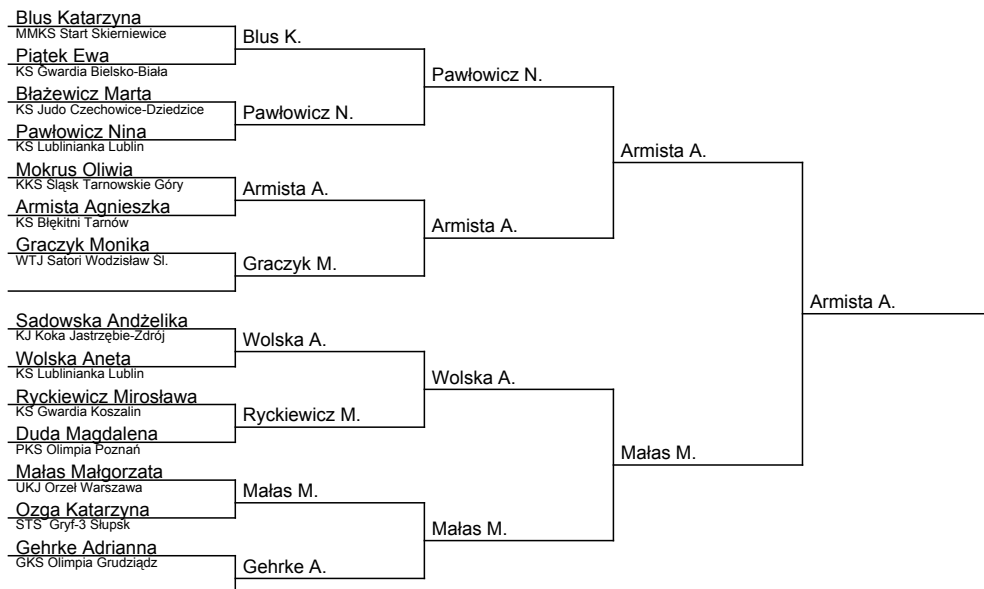 Blus Katarzyna
MMKS Start Skierniewice
Piątek Ewa
KS Gwardia Bielsko-Biała
Błażewicz Marta
KS Judo Czechowice-Dziedzice
Pawłowicz Nina
KS Lublinianka Lublin
Mokrus Oliwia
KKS Śląsk Tarnowskie Góry
Armista Agnieszka
KS Błękitni Tarnów
Graczyk Monika
WTJ Satori Wodzisław Śl.
Sadowska Andżelika
KJ Koka Jastrzębie-Zdrój
Wolska Aneta
KS Lublinianka Lublin
Ryckiewicz Mirosława
KS Gwardia Koszalin
Duda Magdalena
PKS Olimpia Poznań
Małas Małgorzata
UKJ Orzeł Warszawa
Ozga Katarzyna
STS Gryf-3 Słupsk
Gehrke Adrianna
GKS Olimpia Grudziądz
Blus K.
Pawłowicz N.
Armista A.
Graczyk M.
Wolska A.
Ryckiewicz M.
Małas M.
Gehrke A.
Pawłowicz N.
Armista A.
Wolska A.
Małas M.
Armista A.
Małas M.
Armista A.